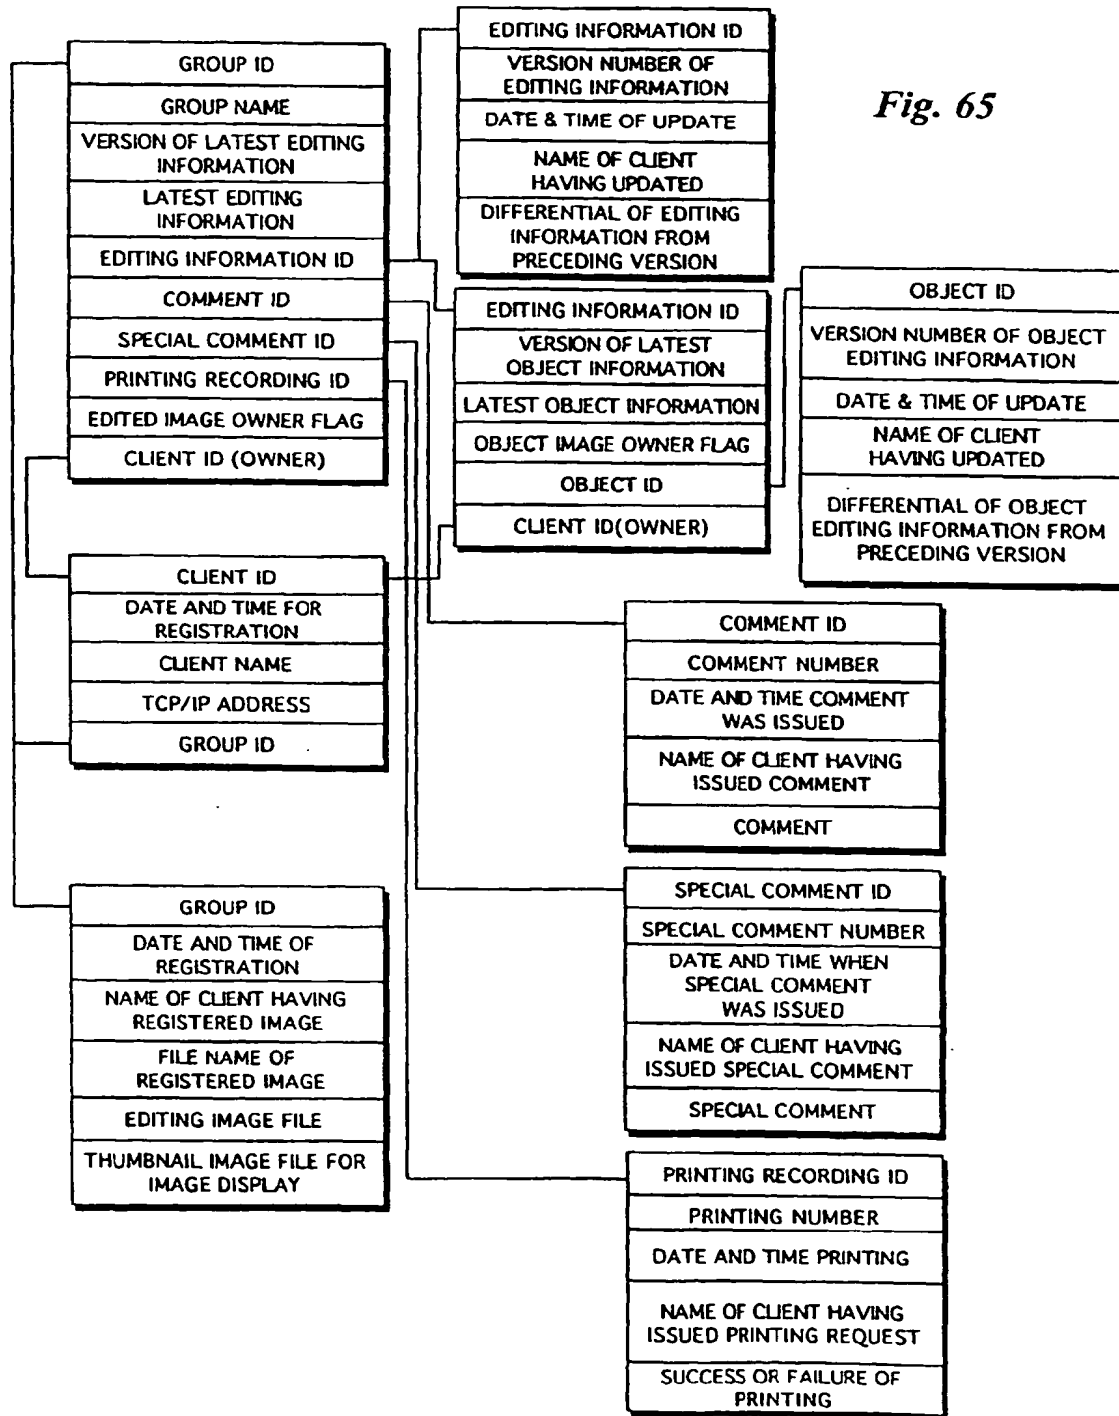 Fig. 65
GROUP ID
GROUP NAME
VERSION OF LATEST EDITING
INFORMATION
LATEST EDITING
INFORMATION
EDITING INFORMATION ID
COMMENT ID
SPECIAL COMMENT ID
PRINTING RECORDING ID
EDITED IMAGE OWNER FLAG
CLIENT ID (OWNER)
CLIENT ID
DATE AND TIME FOR
REGISTRATION
CLIENT NAME
TCP/IP ADDRESS
GROUP ID
GROUP ID
DATE AND TIME OF
REGISTRATION
NAME OF CLIENT HAVING
REGISTERED IMAGE
FILE NAME OF
REGISTERED IMAGE
EDITING IMAGE FILE
THUMBNAIL IMAGE FILE FOR
IMAGE DISPLAY
EDITING INFORMATION ID
VERSION NUMBER OF
EDITING INFORMATION
DATE & TIME OF UPDATE
NAME OF CLIENT
HAVING UPDATED
DIFFERENTIAL OF EDITING
INFORMATION FROM
PRECEDING VERSION
EDITING INFORMATION ID
VERSION OF LATEST
OBJECT INFORMATION
LATEST OBJECT INFORMATION
OBJECT IMAGE OWNER FLAG
OBJECT ID
CLIENT ID(OWNER)
OBJECT ID
VERSION NUMBER OF OBJECT
EDITING INFORMATION
DATE & TIME OF UPDATE
NAME OF CLIENT
HAVING UPDATED
DIFFERENTIAL OF OBJECT
EDITING INFORMATION FROM
PRECEDING VERSION
COMMENT ID
COMMENT NUMBER
DATE AND TIME COMMENT
WAS ISSUED
NAME OF CLIENT HAVING
ISSUED COMMENT
COMMENT
SPECIAL COMMENT ID
SPECIAL COMMENT NUMBER
DATE AND TIME WHEN
SPECIAL COMMENT
WAS ISSUED
NAME OF CLIENT HAVING
ISSUED SPECIAL COMMENT
SPECIAL COMMENT
PRINTING RECORDING ID
PRINTING NUMBER
DATE AND TIME PRINTING
NAME OF CLIENT HAVING
ISSUED PRINTING REQUEST
SUCCESS OR FAILURE OF
PRINTING